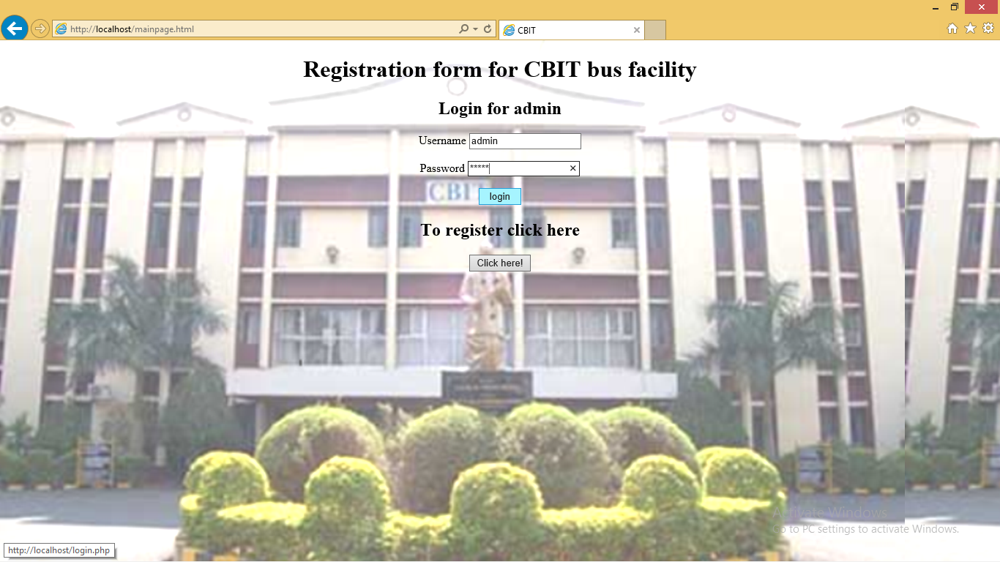 http://localhost/mainpage.html
CBIT
Registration form for CBIT bus facility
Login for admin
Username admin
Password *****
CBIT
login
To register click here
Click here!
Activate Windows
Go to PC settings to activate Windows.
http://localhost/login.php